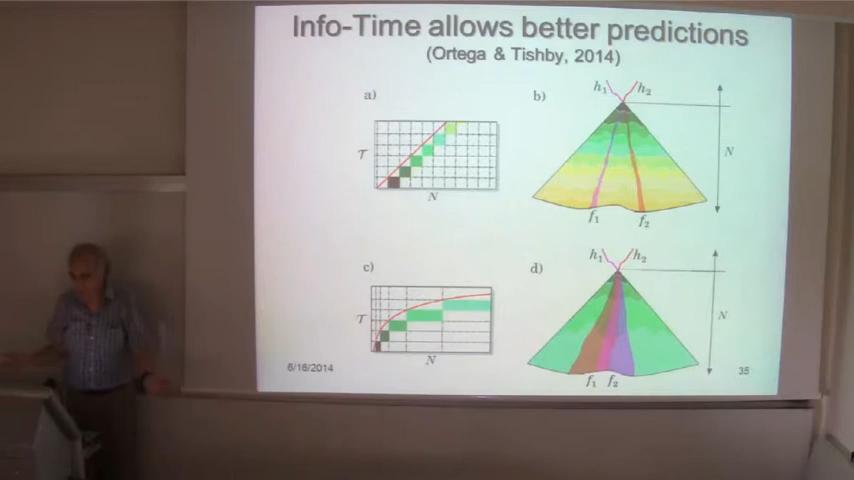 Info-Time allows better predictions
(Ortega & Tishby, 2014)
a)
T
N
b)
h₁ h₂
N
f₁ f₂
c)
T
N
d)
h₁ h₂
N
f₁ f₂
6/16/2014
35